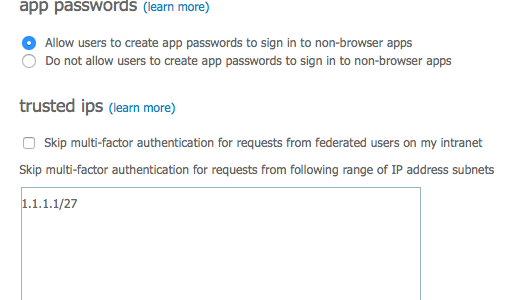 app passwords (learn more)
Allow users to create app passwords to sign in to non-browser apps
Do not allow users to create app passwords to sign in to non-browser apps
trusted ips (learn more)
Skip multi-factor authentication for requests from federated users on my intranet
Skip multi-factor authentication for requests from following range of IP address subnets
1.1.1.1/27